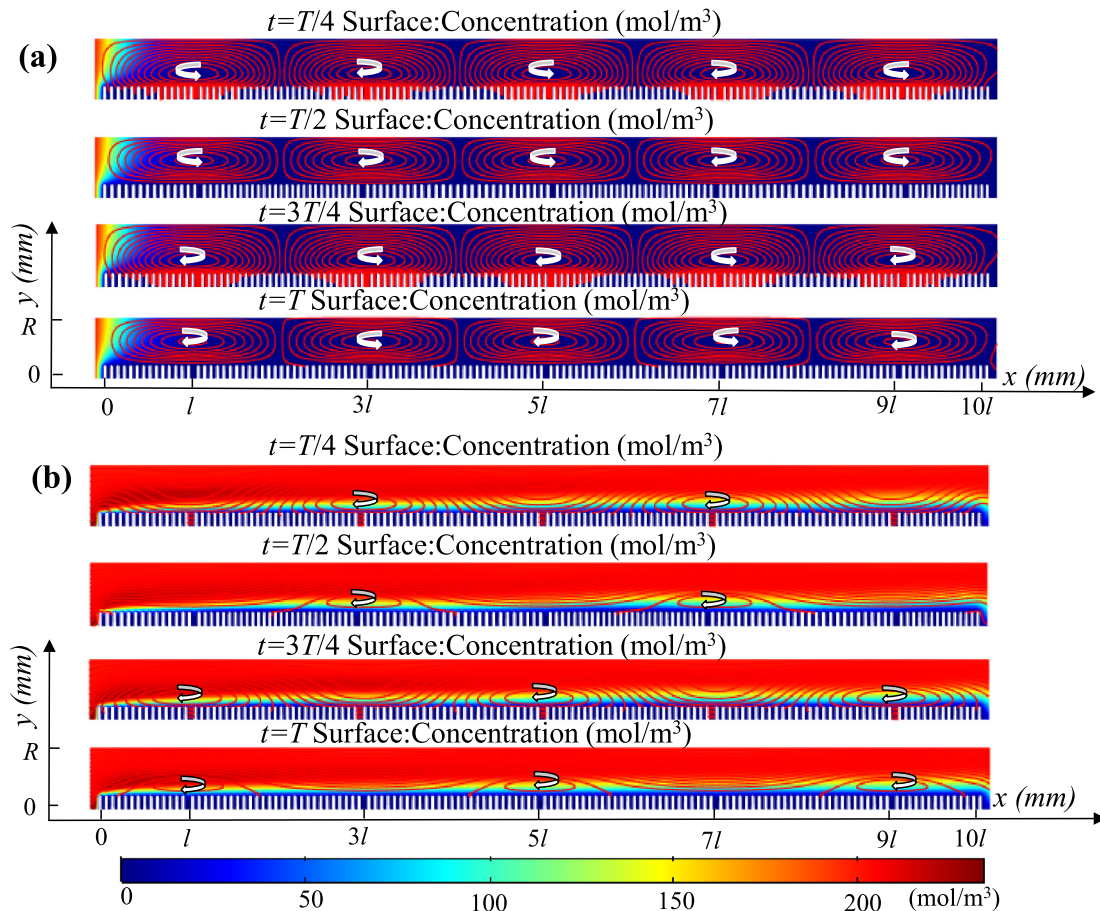 (a)
t=T/4 Surface:Concentration (mol/m³)
t=T/2 Surface:Concentration (mol/m³)
t=3T/4 Surface:Concentration (mol/m³)
t=T Surface:Concentration (mol/m³)
y (mm)
R
0
x (mm)
0 l 3l 5l 7l 9l 10l
(b)
t=T/4 Surface:Concentration (mol/m³)
t=T/2 Surface:Concentration (mol/m³)
t=3T/4 Surface:Concentration (mol/m³)
t=T Surface:Concentration (mol/m³)
y (mm)
R
0
x (mm)
0 l 3l 5l 7l 9l 10l
0 50 100 150 200 (mol/m³)